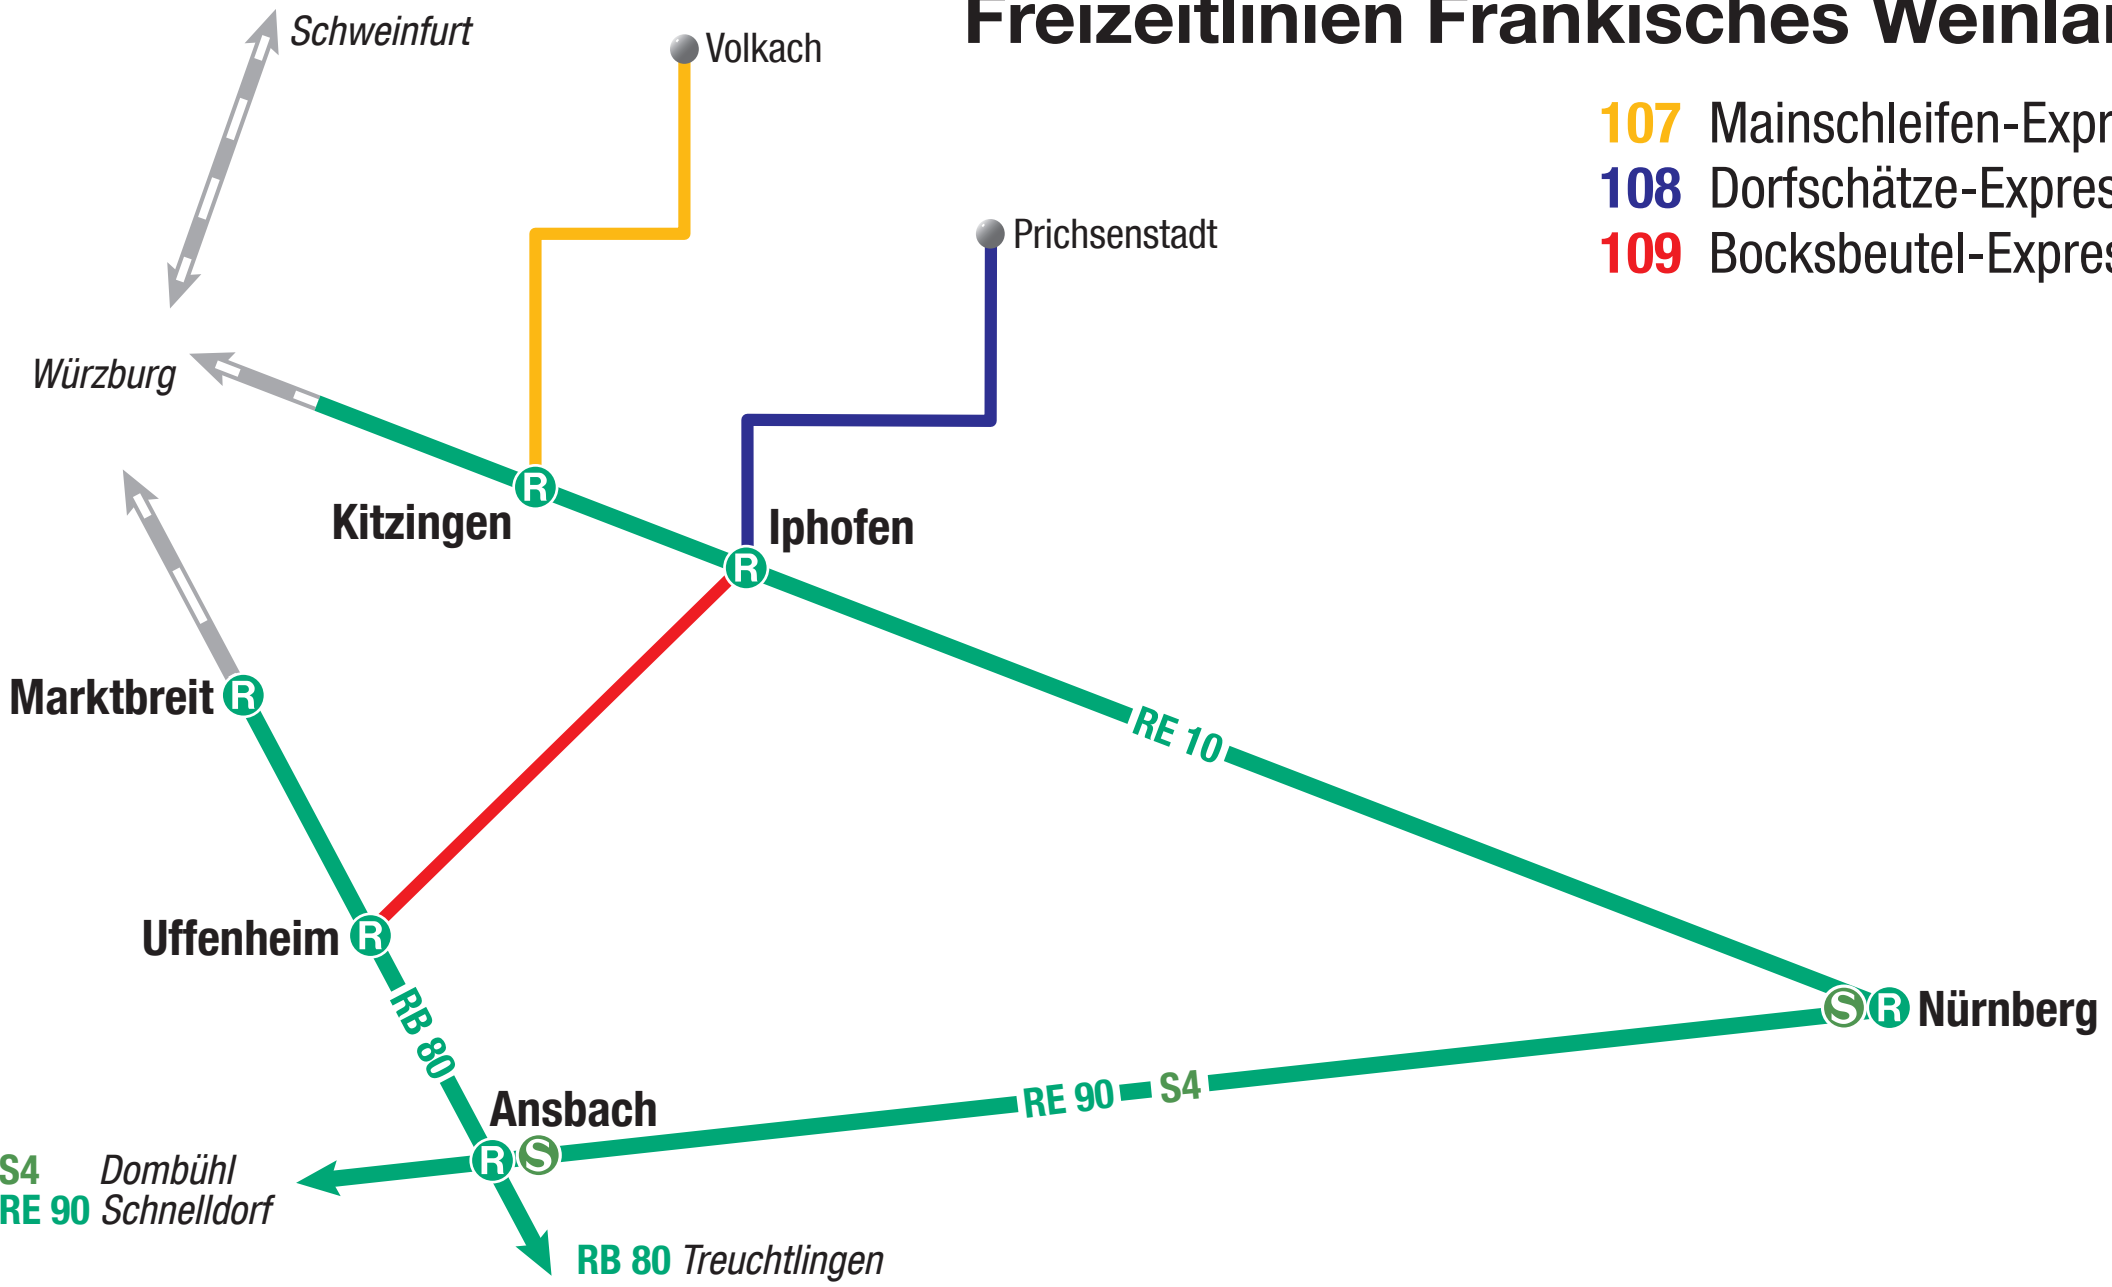 Freizeitlinien Fränkisches Weinlan
107 Mainschleifen-Expr
108 Dorfschätze-Expres
109 Bocksbeutel-Expres
Schweinfurt
Volkach
Prichsenstadt
Würzburg
R
Kitzingen
R
Iphofen
Marktbreit R
RE 10
Uffenheim R
RB 80
S R Nürnberg
RE 90 S4
Ansbach
R S
S4 Dombühl
RE 90 Schnelldorf
RB 80 Treuchtlingen